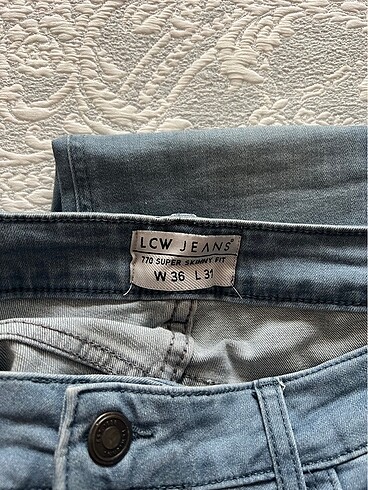 LCW JEANS®
770 SUPER SKINNY FIT
W 36 L 31